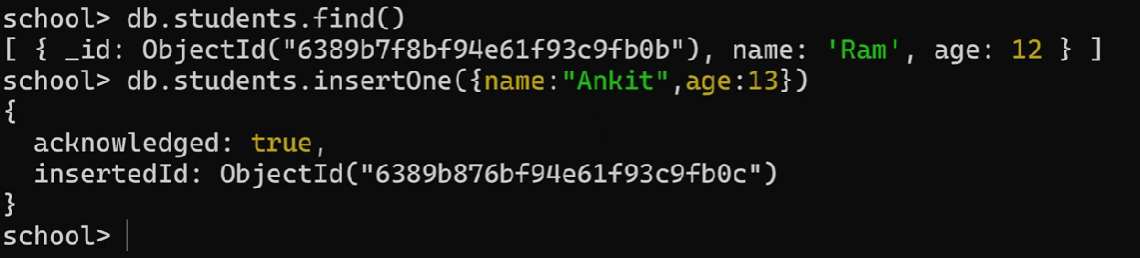 school> db.students.find()
[ { _id: ObjectId("6389b7f8bf94e61f93c9fb0b"), name: 'Ram', age: 12 } ]
school> db.students.insertOne({name:"Ankit",age:13})
{
  acknowledged: true,
  insertedId: ObjectId("6389b876bf94e61f93c9fb0c")
}
school>